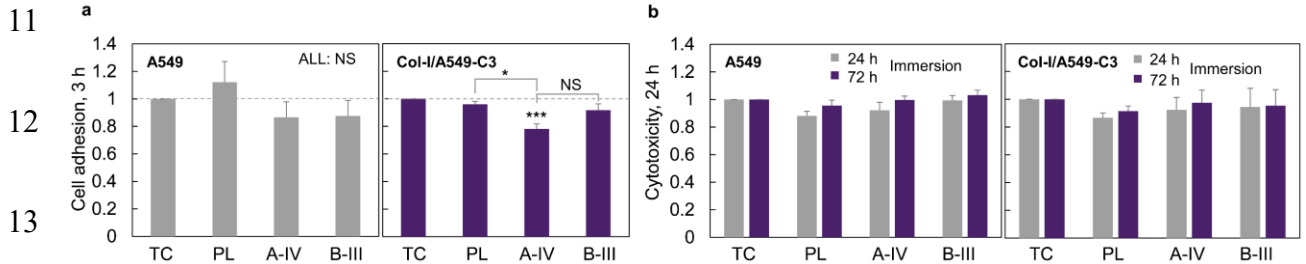 11
12
13
a
Cell adhesion, 3 h
1.4
1.2
1
0.8
0.6
0.4
0.2
0
A549
ALL: NS
TC PL A-IV B-III
Col-I/A549-C3
*
NS
***
TC PL A-IV B-III
b
Cytotoxicity, 24 h
1.4
1.2
1
0.8
0.6
0.4
0.2
0
A549
24 h
72 h
Immersion
TC PL A-IV B-III
Col-I/A549-C3
24 h
72 h
Immersion
TC PL A-IV B-III